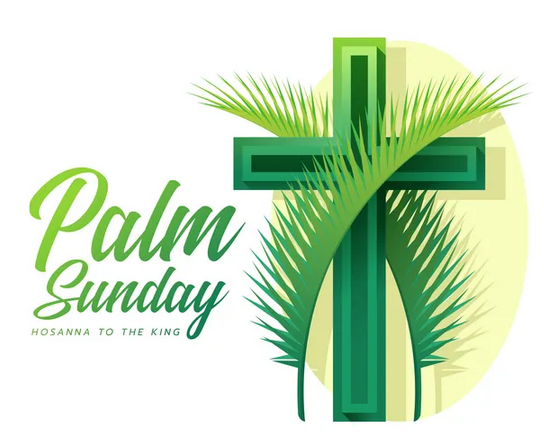 Palm
Sunday
HOSANNA TO THE KING